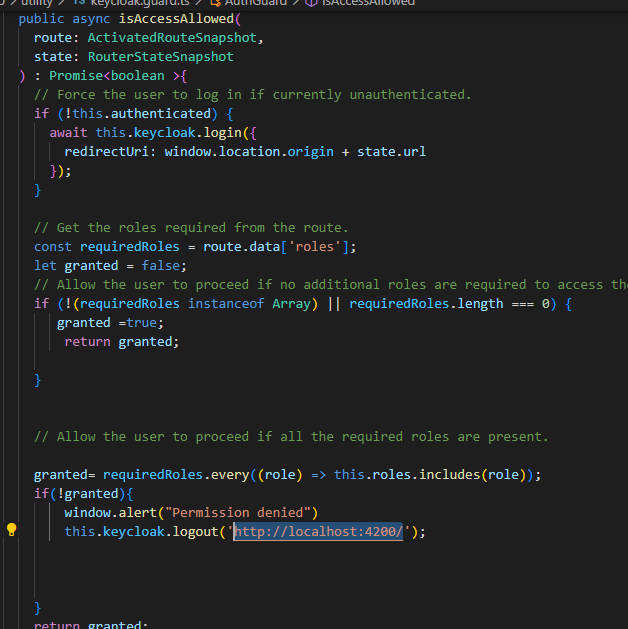 utility > TS keycloak.guard.ts > AuthGuard > isAccessAllowed
public async isAccessAllowed(
route: ActivatedRouteSnapshot,
state: RouterStateSnapshot
) : Promise<boolean >{
// Force the user to log in if currently unauthenticated.
if (!this.authenticated) {
await this.keycloak.login({
redirectUri: window.location.origin + state.url
});
}
// Get the roles required from the route.
const requiredRoles = route.data['roles'];
let granted = false;
// Allow the user to proceed if no additional roles are required to access the
if (!(requiredRoles instanceof Array) || requiredRoles.length === 0) {
granted =true;
return granted;
}
// Allow the user to proceed if all the required roles are present.
granted= requiredRoles.every((role) => this.roles.includes(role));
if(!granted){
window.alert("Permission denied")
this.keycloak.logout('http://localhost:4200/');
}
return granted;